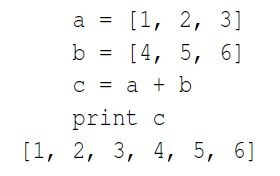 a = [1, 2, 3]
b = [4, 5, 6]
c = a + b
print c
[1, 2, 3, 4, 5, 6]